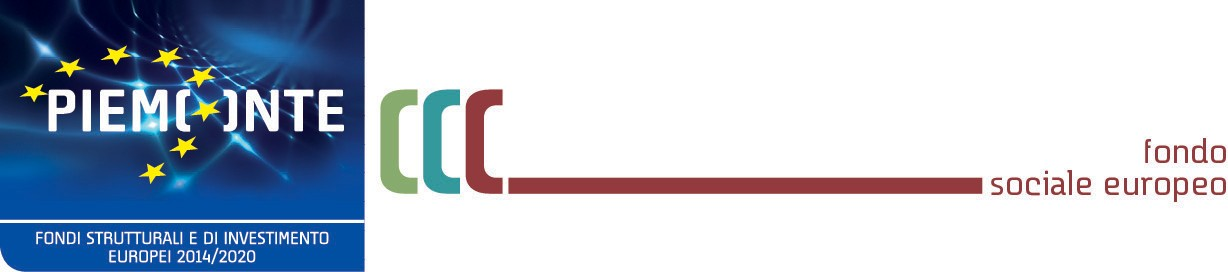 PIEMONTE
FONDI STRUTTURALI E DI INVESTIMENTO
EUROPEI 2014/2020
fondo
sociale europeo